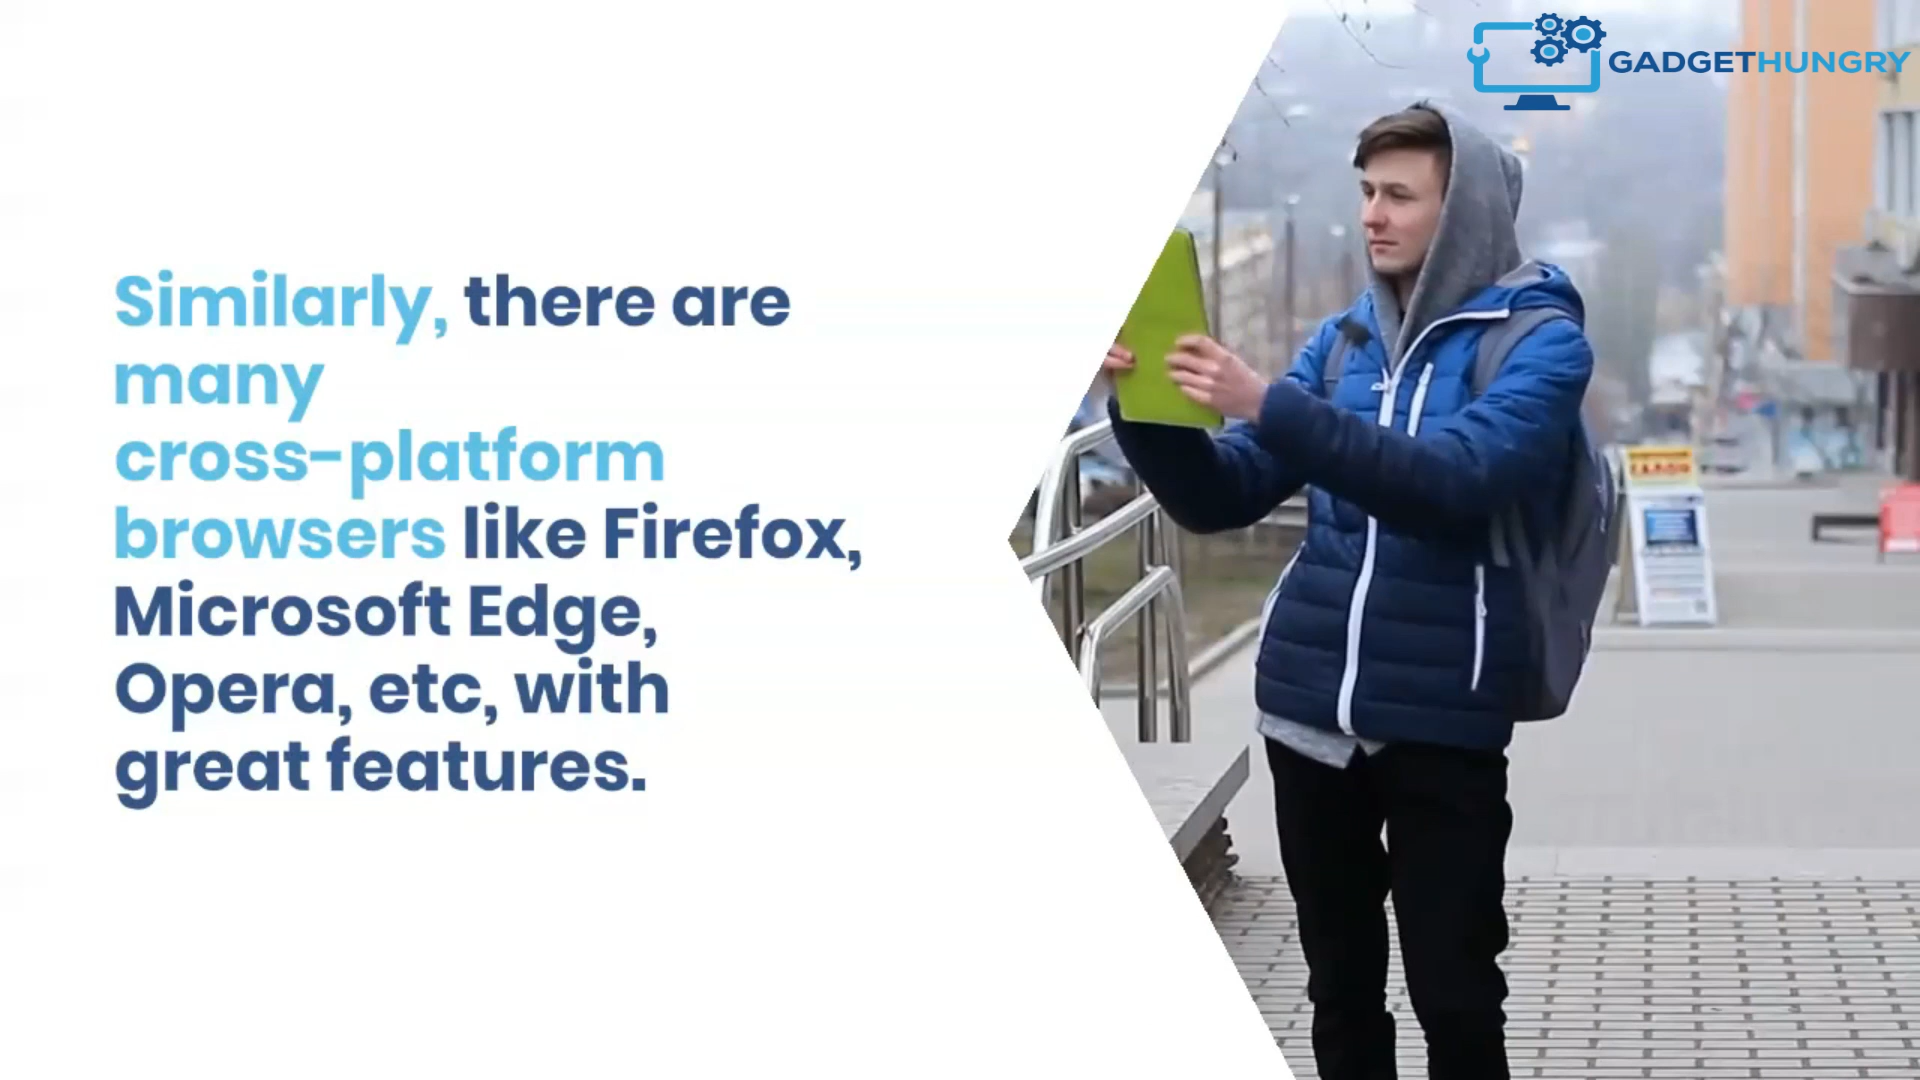 GADGETHUNGRY
Similarly, there are
many
cross-platform
browsers like Firefox,
Microsoft Edge,
Opera, etc, with
great features.